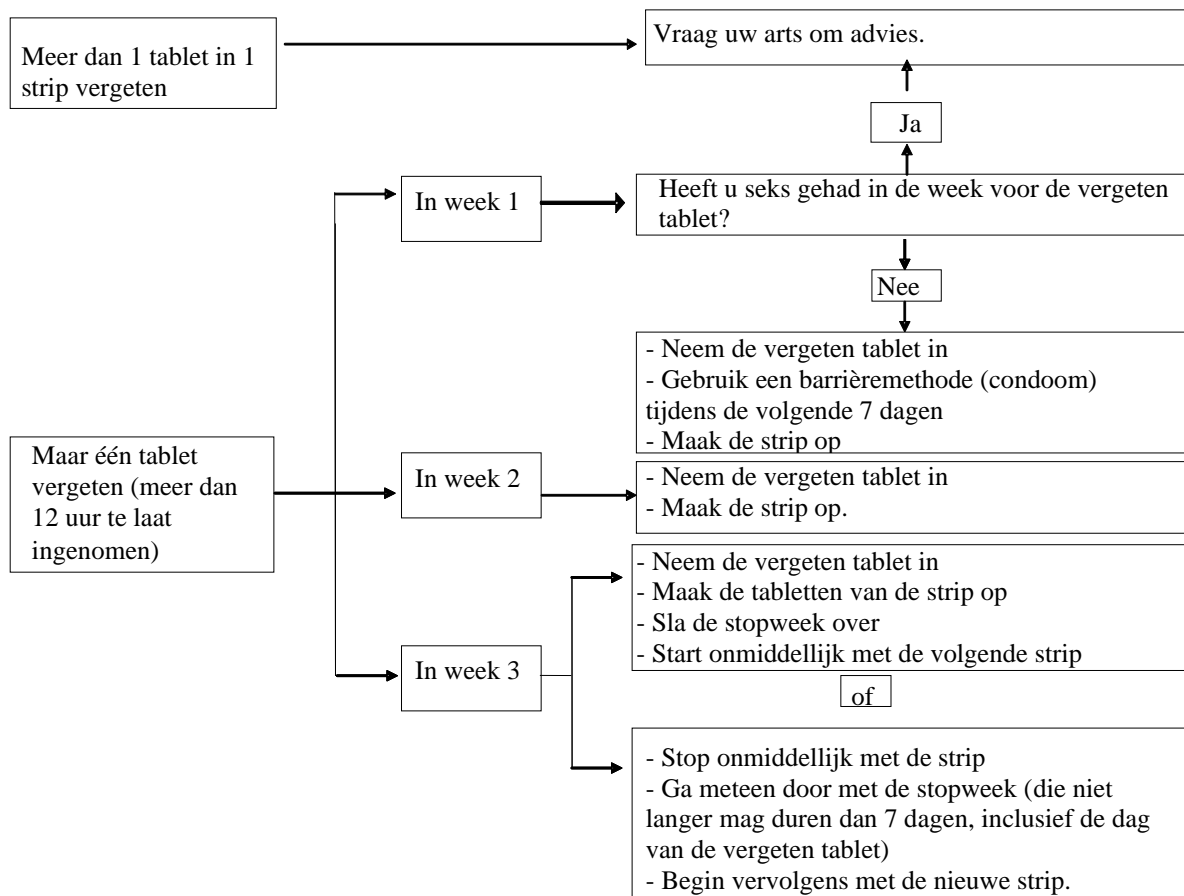 Meer dan 1 tablet in 1
strip vergeten
Vraag uw arts om advies.
Ja
In week 1
Heeft u seks gehad in de week voor de vergeten
tablet?
Nee
- Neem de vergeten tablet in
- Gebruik een barrièremethode (condoom)
tijdens de volgende 7 dagen
- Maak de strip op
Maar één tablet
vergeten (meer dan
12 uur te laat
ingenomen)
In week 2
- Neem de vergeten tablet in
- Maak de strip op.
In week 3
- Neem de vergeten tablet in
- Maak de tabletten van de strip op
- Sla de stopweek over
- Start onmiddellijk met de volgende strip
of
- Stop onmiddellijk met de strip
- Ga meteen door met de stopweek (die niet
langer mag duren dan 7 dagen, inclusief de dag
van de vergeten tablet)
- Begin vervolgens met de nieuwe strip.